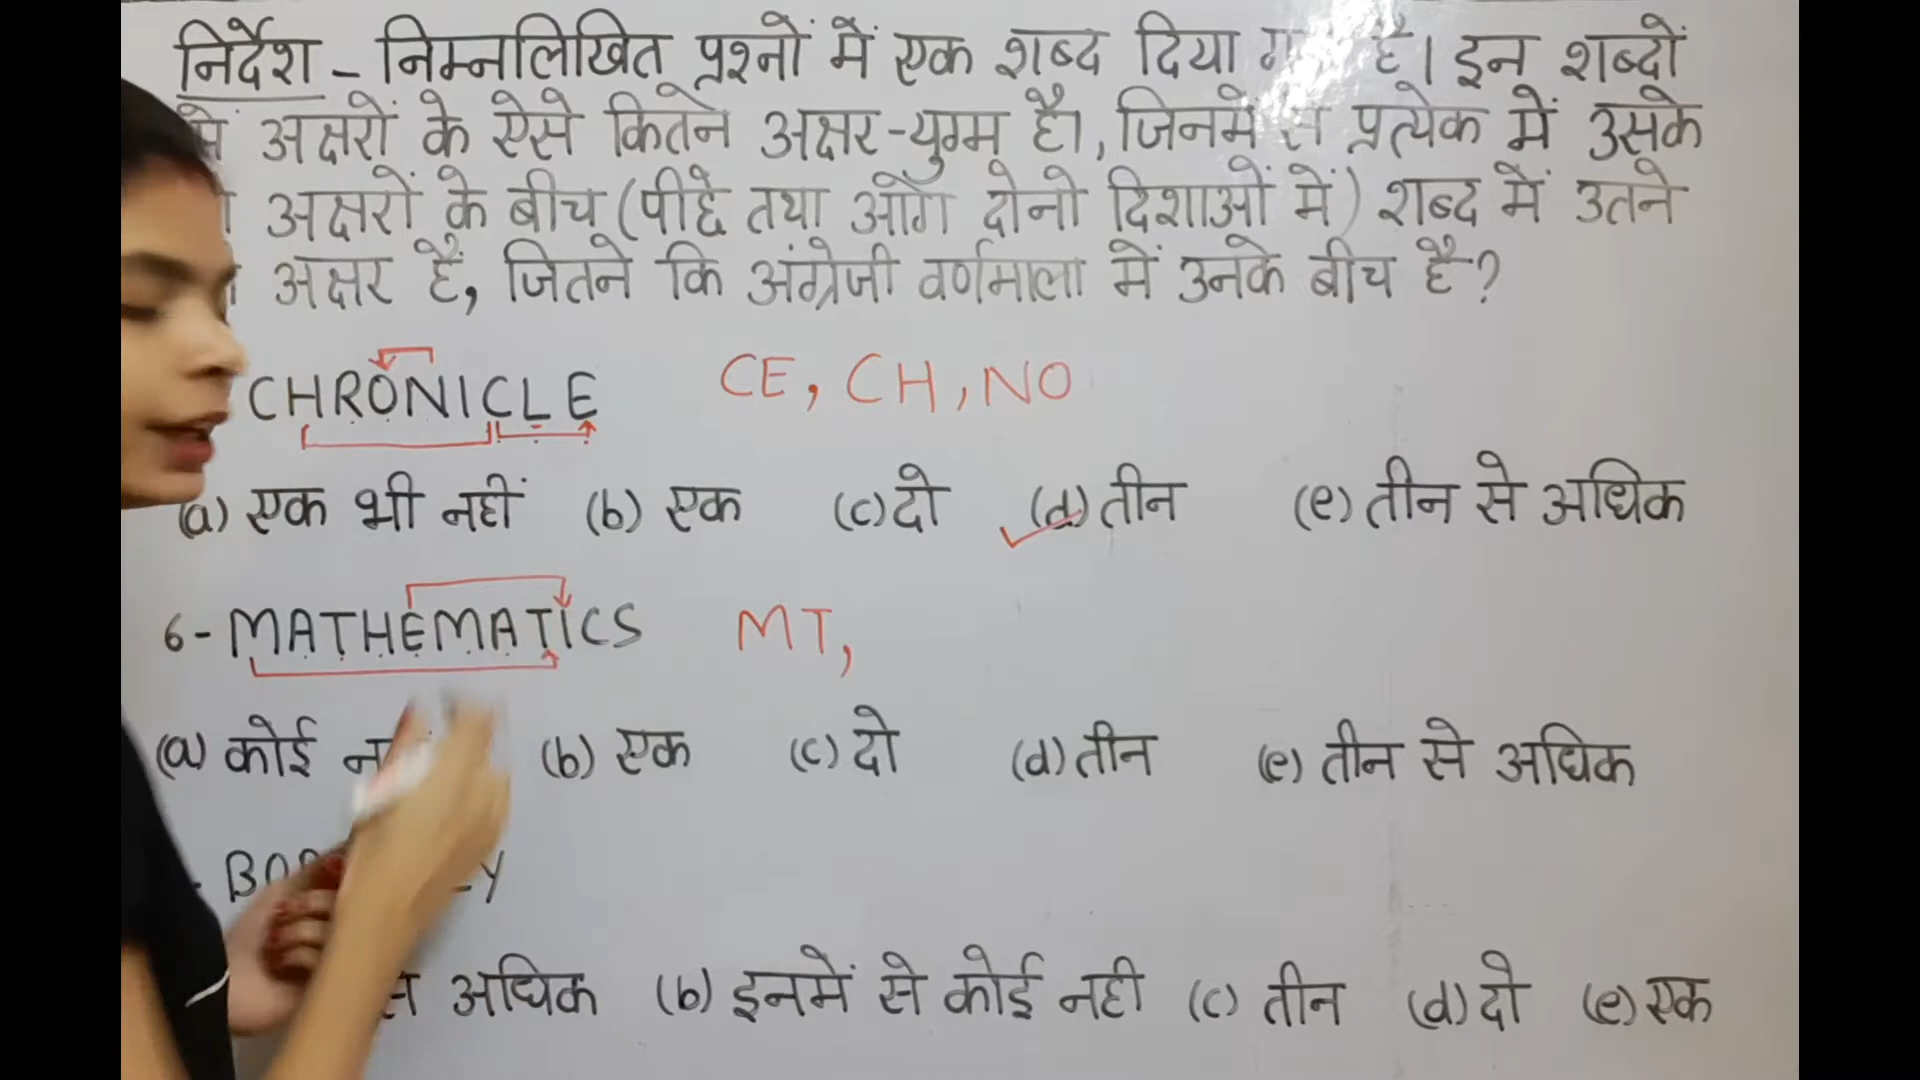 निर्देश - निम्नलिखित प्रश्नों में एक शब्द दिया है। इन शब्दों
में अक्षरों के ऐसे कितने अक्षर-युग्म है।, जिनमें से प्रत्येक में उसके
अक्षरों के बीच (पीछे तथा आगे दोनो दिशाओं में) शब्द में उतने
अक्षर हैं, जितने कि अंग्रेजी वर्णमाला में उनके बीच है?
CHRONICLE CE, CH, NO
(a) एक भी नहीं (b) एक (c) दो (d) तीन (e) तीन से अधिक
6- MATHEMATICS MT,
(a) कोई (b) एक (c) दो (d) तीन (e) तीन से अधिक
अधिक (b) इनमें से कोई नही (c) तीन (d) दो (e) एक